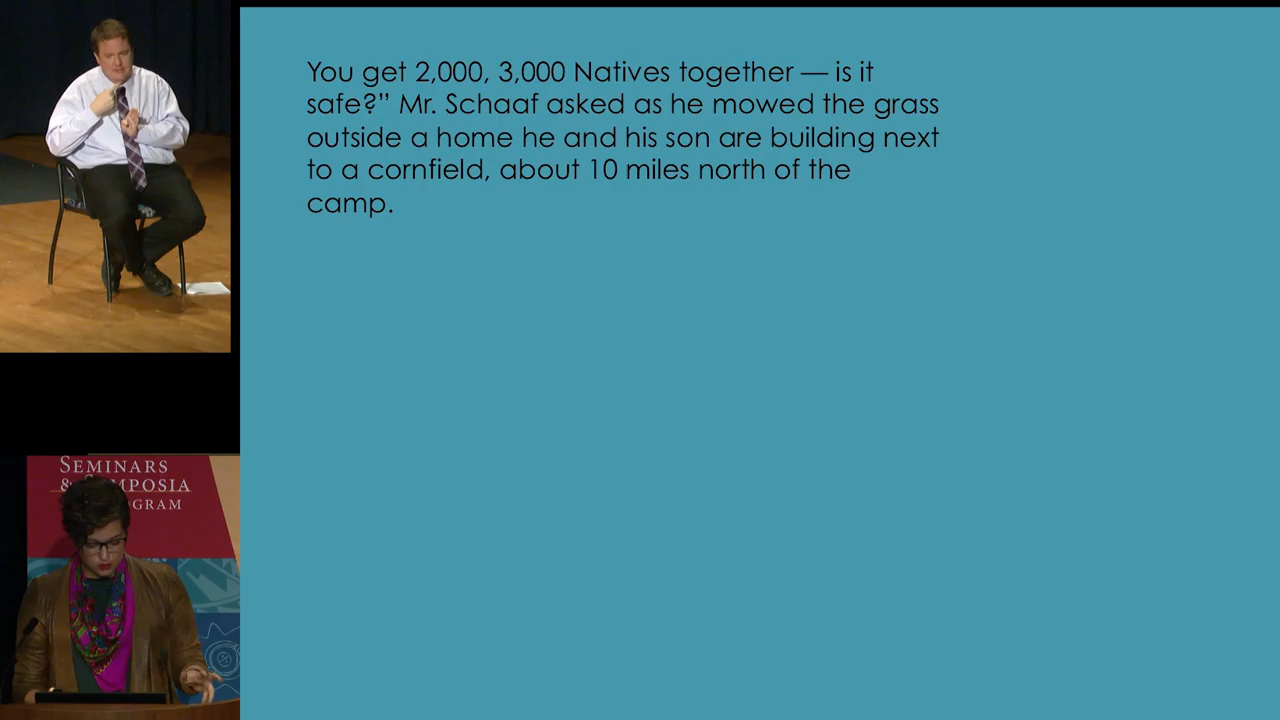 You get 2,000, 3,000 Natives together — is it
safe?” Mr. Schaaf asked as he mowed the grass
outside a home he and his son are building next
to a cornfield, about 10 miles north of the
camp.
SEMINARS
& SYMPOSIA